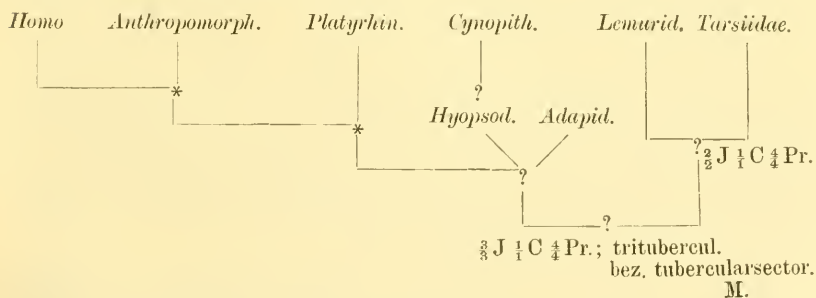 Homo Anthropomorph. Platyrhin. Cynopith. Lemurid. Tarsiidae.
*
?
*
Hyopsod. Adapid.
? 2/2 J 1/1 C 4/4 Pr.
?
?
3/3 J 1/1 C 4/4 Pr.; tritubercul.
bez. tubercularsector.
M.